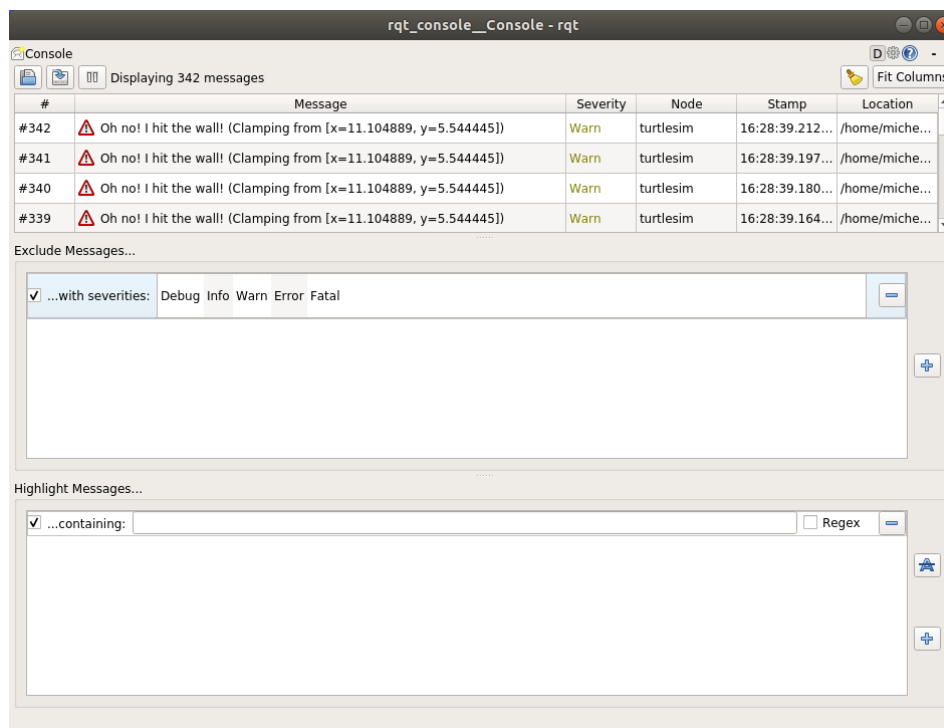 rqt_console__Console - rqt
Console D -
Displaying 342 messages Fit Columns
# Message Severity Node Stamp Location
#342 Oh no! I hit the wall! (Clamping from [x=11.104889, y=5.544445]) Warn turtlesim 16:28:39.212... /home/miche...
#341 Oh no! I hit the wall! (Clamping from [x=11.104889, y=5.544445]) Warn turtlesim 16:28:39.197... /home/miche...
#340 Oh no! I hit the wall! (Clamping from [x=11.104889, y=5.544445]) Warn turtlesim 16:28:39.180... /home/miche...
#339 Oh no! I hit the wall! (Clamping from [x=11.104889, y=5.544445]) Warn turtlesim 16:28:39.164... /home/miche...
Exclude Messages...
...with severities: Debug Info Warn Error Fatal
Highlight Messages...
...containing: Regex